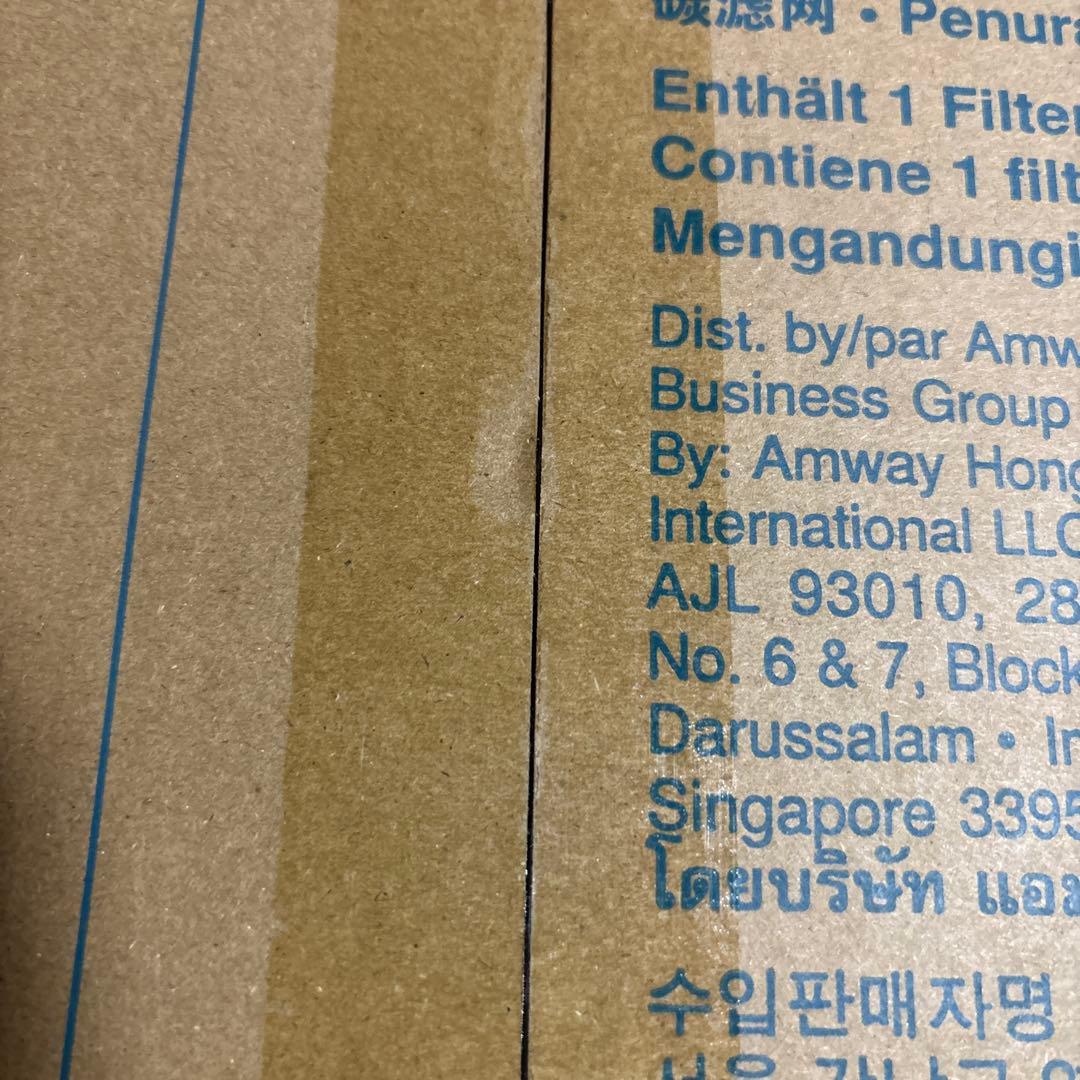 碳滤网 • Penura
Enthält 1 Filter
Contiene 1 filt
Mengandungi
Dist. by/par Amw
Business Group
By: Amway Hong
International LLC
AJL 93010, 28
No. 6 & 7, Block
Darussalam • In
Singapore 3395
โดยบริษัท แอม
수입판매자명